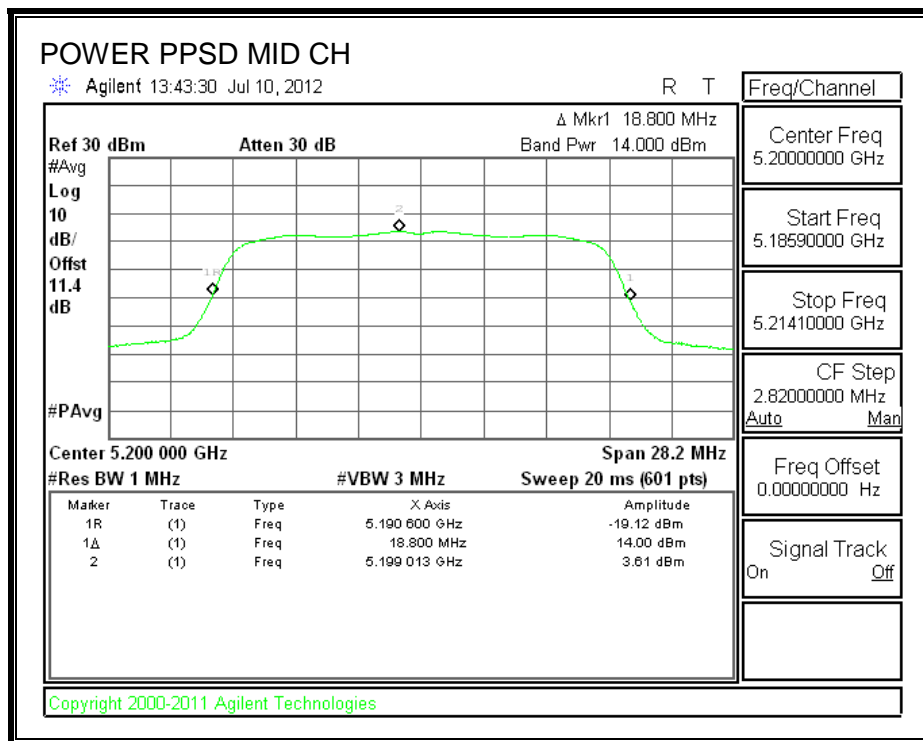 POWER PPSD MID CH
Agilent 13:43:30 Jul 10, 2012 R T
Freq/Channel
Δ Mkr1 18.800 MHz
Ref 30 dBm Atten 30 dB Band Pwr 14.000 dBm
#Avg
Log
10
dB/
Offst
11.4
dB
#PAvg
2
1R
1
Center 5.200 000 GHz Span 28.2 MHz
#Res BW 1 MHz #VBW 3 MHz Sweep 20 ms (601 pts)
Marker Trace Type X Axis Amplitude
1R (1) Freq 5.190 600 GHz -19.12 dBm
1Δ (1) Freq 18.800 MHz 14.00 dBm
2 (1) Freq 5.199 013 GHz 3.61 dBm
Center Freq
5.20000000 GHz
Start Freq
5.18590000 GHz
Stop Freq
5.21410000 GHz
CF Step
2.82000000 MHz
Auto Man
Freq Offset
0.00000000 Hz
Signal Track
On Off
Copyright 2000-2011 Agilent Technologies